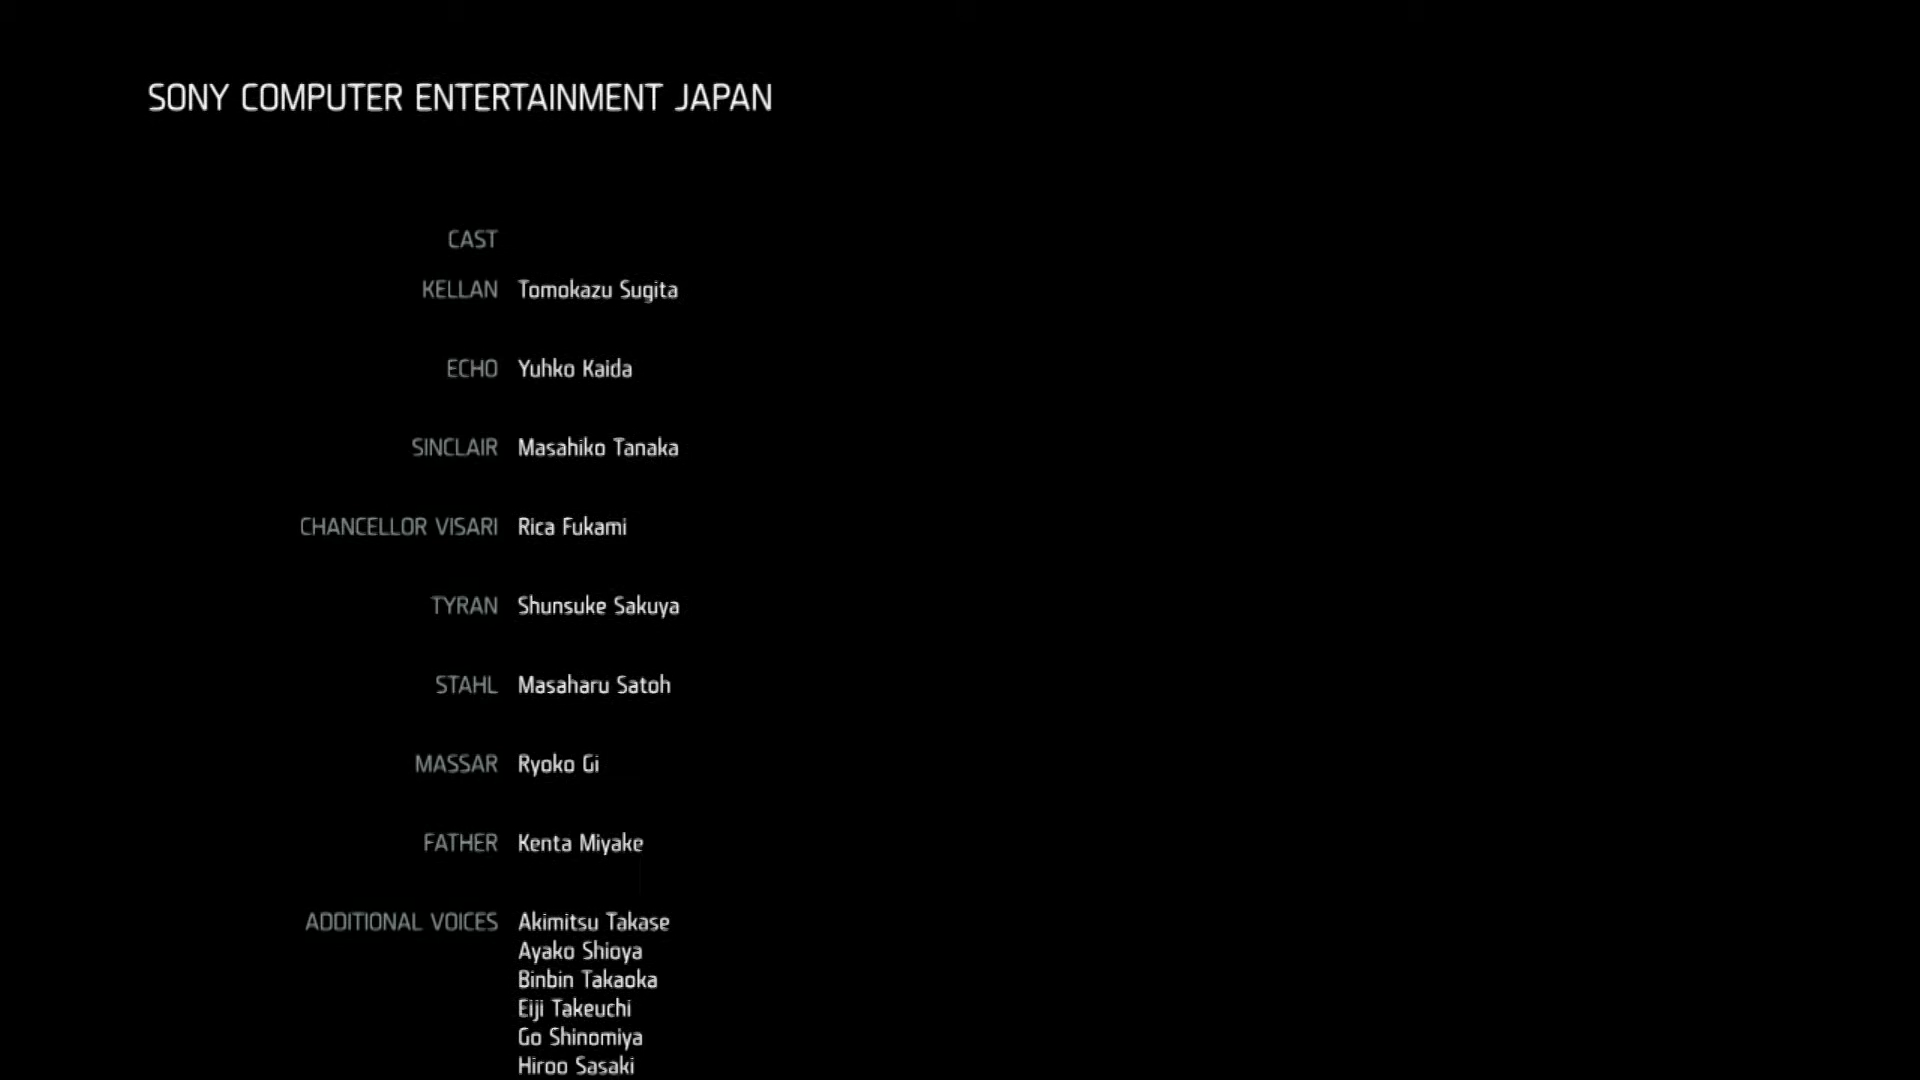 SONY COMPUTER ENTERTAINMENT JAPAN
CAST
KELLAN Tomokazu Sugita
ECHO Yuhko Kaida
SINCLAIR Masahiko Tanaka
CHANCELLOR VISARI Rica Fukami
TYRAN Shunsuke Sakuya
STAHL Masaharu Satoh
MASSAR Ryoko Gi
FATHER Kenta Miyake
ADDITIONAL VOICES Akimitsu Takase
Ayako Shioya
Binbin Takaoka
Eiji Takeuchi
Go Shinomiya
Hiroo Sasaki